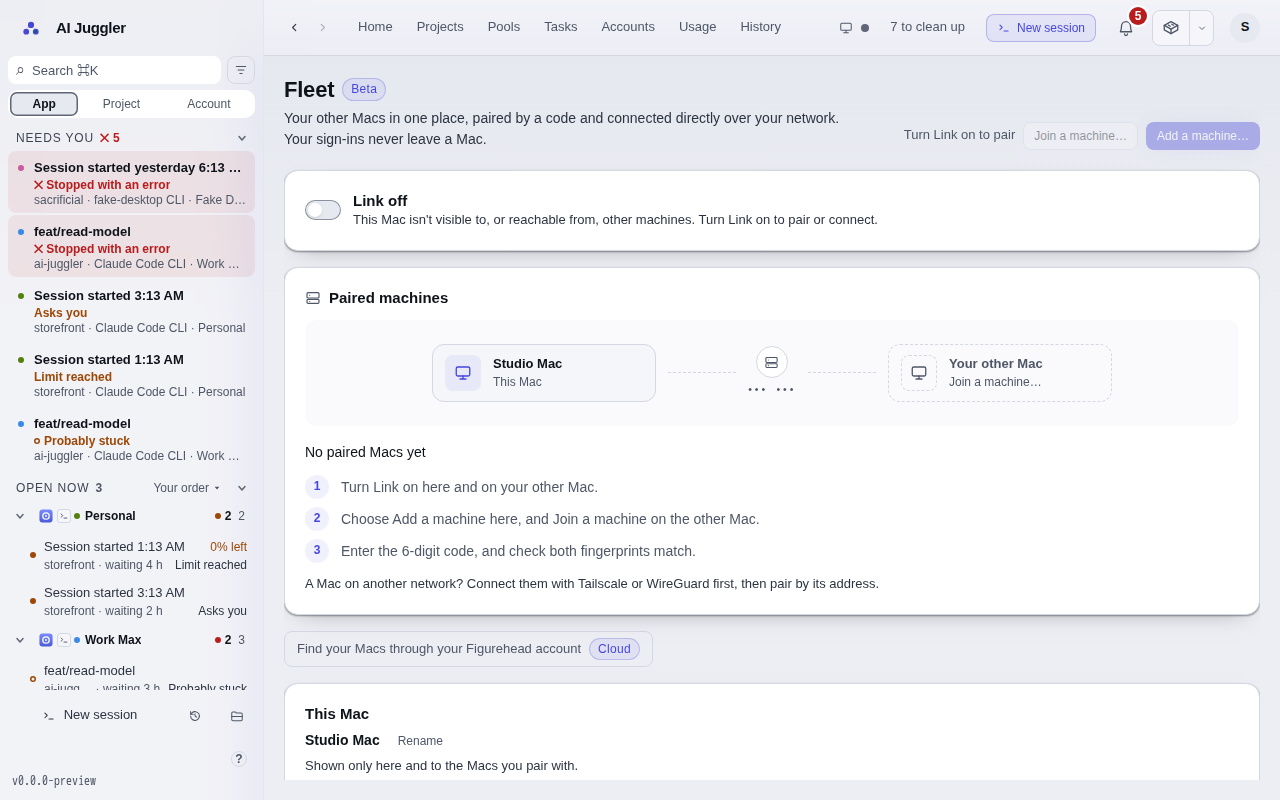 AI Juggler
Search ⌘K
App Project Account
NEEDS YOU 5
Session started yesterday 6:13 …
Stopped with an error
sacrificial · fake-desktop CLI · Fake D…
feat/read-model
Stopped with an error
ai-juggler · Claude Code CLI · Work …
Session started 3:13 AM
Asks you
storefront · Claude Code CLI · Personal
Session started 1:13 AM
Limit reached
storefront · Claude Code CLI · Personal
feat/read-model
Probably stuck
ai-juggler · Claude Code CLI · Work …
OPEN NOW 3 Your order
Personal 2 2
Session started 1:13 AM 0% left
storefront · waiting 4 h Limit reached
Session started 3:13 AM
storefront · waiting 2 h Asks you
Work Max 2 3
feat/read-model
ai-jugg… · waiting 3 h Probably stuck
New session
?
v0.0.0-preview
Home Projects Pools Tasks Accounts Usage History 7 to clean up New session 5 S
Fleet Beta
Your other Macs in one place, paired by a code and connected directly over your network.
Your sign-ins never leave a Mac.
Turn Link on to pair Join a machine… Add a machine…
Link off
This Mac isn't visible to, or reachable from, other machines. Turn Link on to pair or connect.
Paired machines
Studio Mac
This Mac
••• •••
Your other Mac
Join a machine…
No paired Macs yet
1 Turn Link on here and on your other Mac.
2 Choose Add a machine here, and Join a machine on the other Mac.
3 Enter the 6-digit code, and check both fingerprints match.
A Mac on another network? Connect them with Tailscale or WireGuard first, then pair by its address.
Find your Macs through your Figurehead account Cloud
This Mac
Studio Mac Rename
Shown only here and to the Macs you pair with.